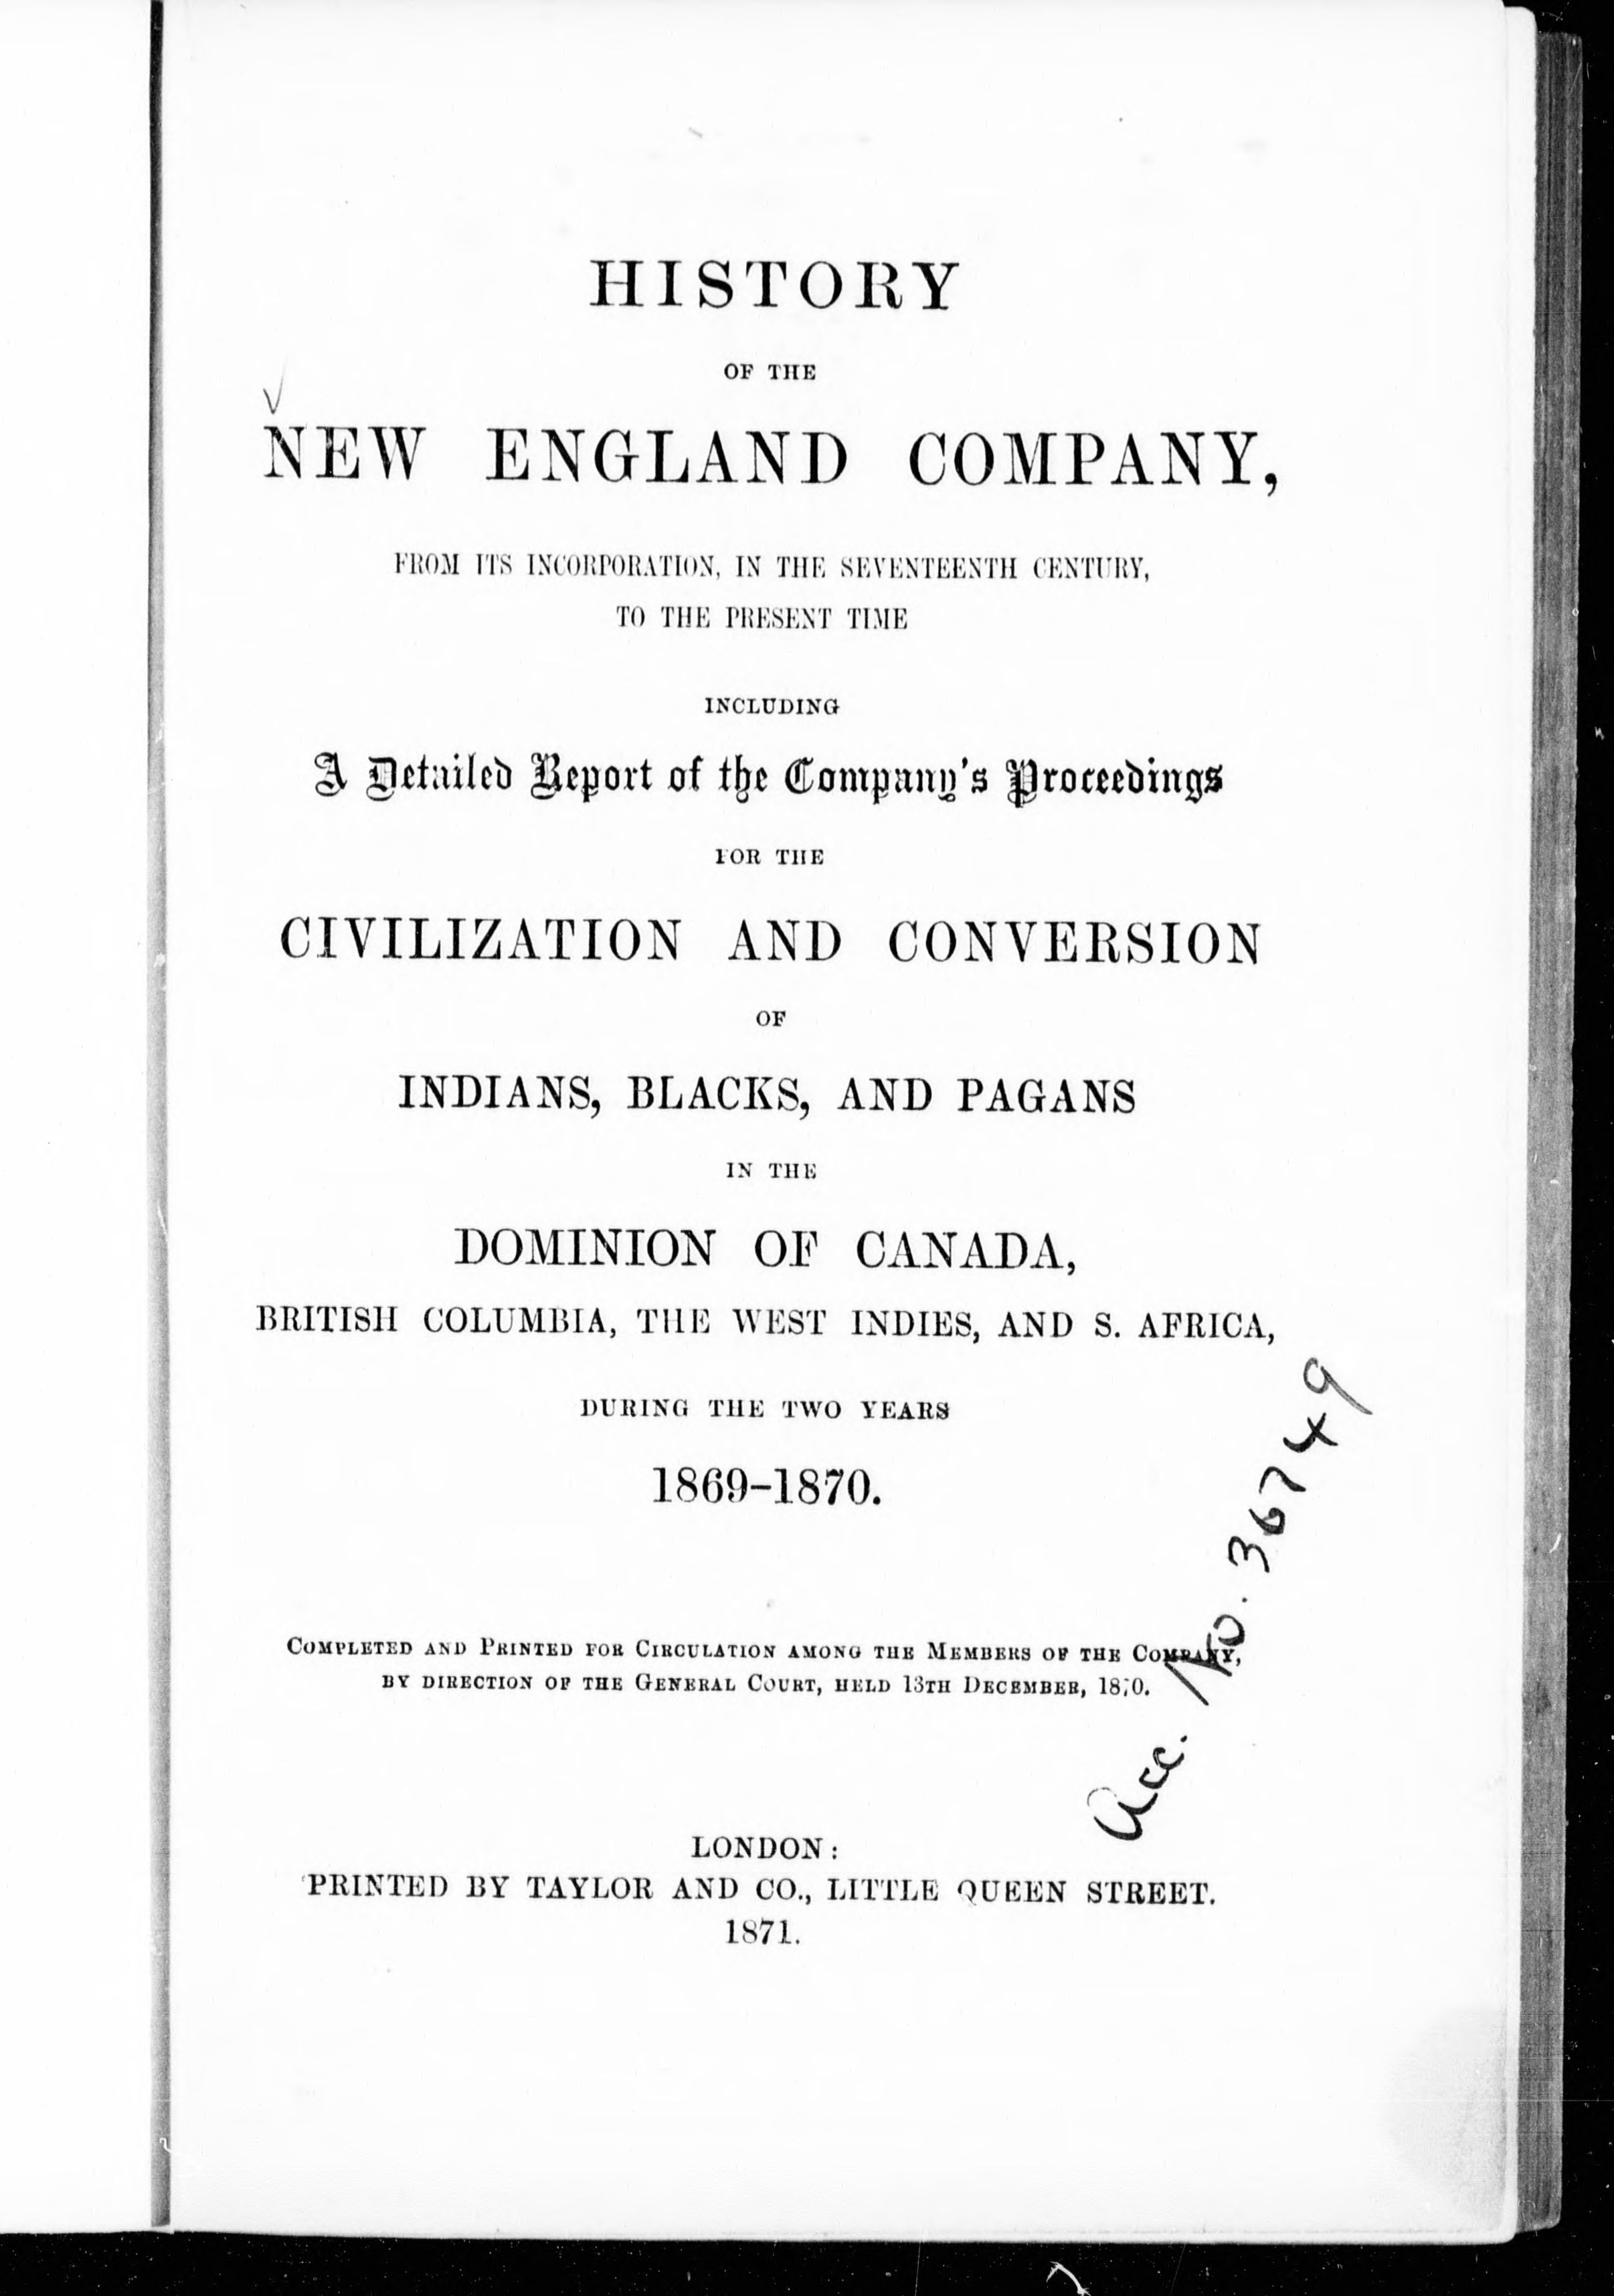 HISTORY
OF THE
NEW ENGLAND COMPANY,
FROM ITS INCORPORATION, IN THE SEVENTEENTH CENTURY,
TO THE PRESENT TIME
INCLUDING
A Detailed Report of the Company's Proceedings
FOR THE
CIVILIZATION AND CONVERSION
OF
INDIANS, BLACKS, AND PAGANS
IN THE
DOMINION OF CANADA,
BRITISH COLUMBIA, THE WEST INDIES, AND S. AFRICA,
DURING THE TWO YEARS
1869-1870.
COMPLETED AND PRINTED FOR CIRCULATION AMONG THE MEMBERS OF THE COMPANY,
BY DIRECTION OF THE GENERAL COURT, HELD 13TH DECEMBER, 1870.
Acc. No. 36749
LONDON:
PRINTED BY TAYLOR AND CO., LITTLE QUEEN STREET.
1871.